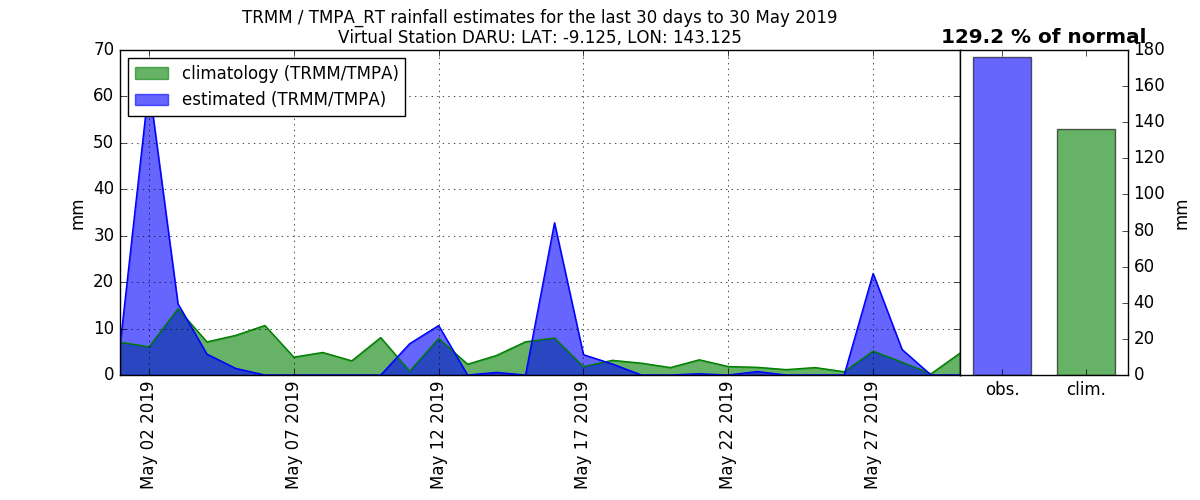 TRMM / TMPA_RT rainfall estimates for the last 30 days to 30 May 2019
Virtual Station DARU: LAT: -9.125, LON: 143.125
129.2 % of normal
climatology (TRMM/TMPA)
estimated (TRMM/TMPA)
70
60
50
40
30
20
10
0
mm
May 02 2019
May 07 2019
May 12 2019
May 17 2019
May 22 2019
May 27 2019
180
160
140
120
100
80
60
40
20
0
mm
obs.
clim.